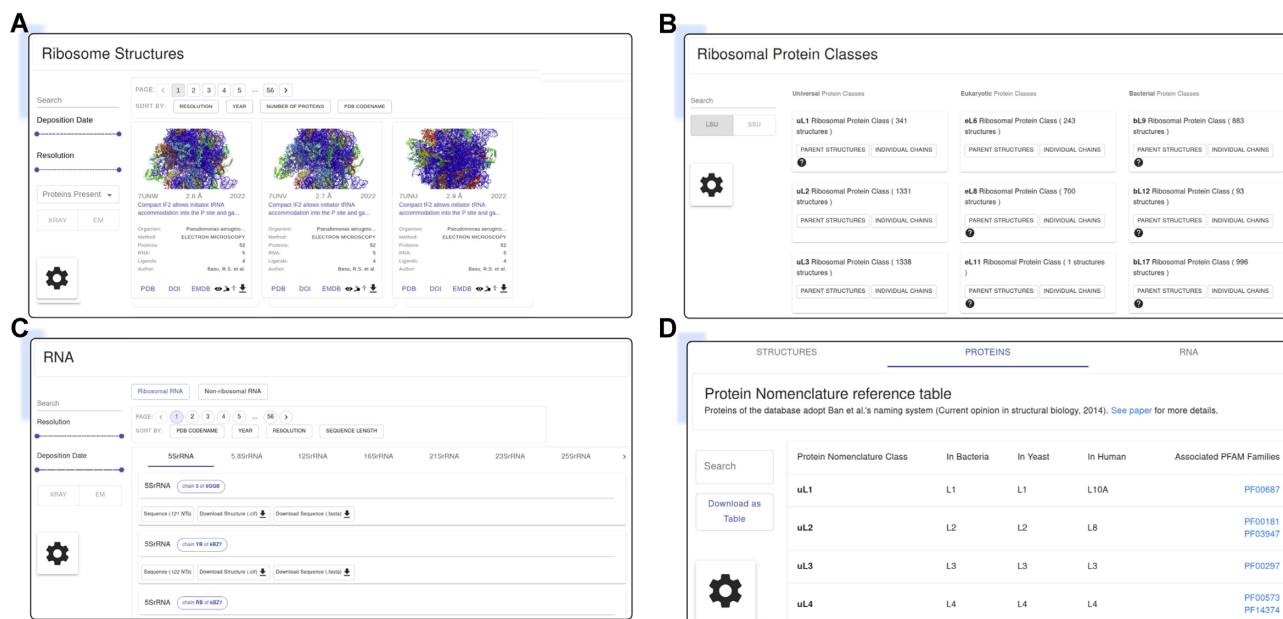 A
Ribosome Structures
Search
Deposition Date
Resolution
Proteins Present
XRAY EM
PAGE: < 1 2 3 4 5 ... 56 >
SORT BY: RESOLUTION YEAR NUMBER OF PROTEINS PDB CODENAME
7UNW 2.6 Å 2022
Compact IF2 allows initiator tRNA
accommodation into the P site and ga...
Organism: Pseudomonas aerugino...
Method: ELECTRON MICROSCOPY
Proteins: 52
RNA: 5
Ligands: 4
Author: Basu, R.S. et al.
PDB DOI EMDB
7UNV 2.7 Å 2022
Compact IF2 allows initiator tRNA
accommodation into the P site and ga...
Organism: Pseudomonas aerugino...
Method: ELECTRON MICROSCOPY
Proteins: 52
RNA: 5
Ligands: 4
Author: Basu, R.S. et al.
PDB DOI EMDB
7UNU 2.9 Å 2022
Compact IF2 allows initiator tRNA
accommodation into the P site and ga...
Organism: Pseudomonas aerugino...
Method: ELECTRON MICROSCOPY
Proteins: 52
RNA: 5
Ligands: 4
Author: Basu, R.S. et al.
PDB DOI EMDB
B
Ribosomal Protein Classes
Search
LSU SSU
Universal Protein Classes
uL1 Ribosomal Protein Class ( 341
structures )
PARENT STRUCTURES INDIVIDUAL CHAINS
?
uL2 Ribosomal Protein Class ( 1331
structures )
PARENT STRUCTURES INDIVIDUAL CHAINS
uL3 Ribosomal Protein Class ( 1338
structures )
PARENT STRUCTURES INDIVIDUAL CHAINS
Eukaryotic Protein Classes
eL6 Ribosomal Protein Class ( 243
structures )
PARENT STRUCTURES INDIVIDUAL CHAINS
eL8 Ribosomal Protein Class ( 700
structures )
PARENT STRUCTURES INDIVIDUAL CHAINS
?
eL11 Ribosomal Protein Class ( 1 structures
)
PARENT STRUCTURES INDIVIDUAL CHAINS
?
Bacterial Protein Classes
bL9 Ribosomal Protein Class ( 883
structures )
PARENT STRUCTURES INDIVIDUAL CHAINS
?
bL12 Ribosomal Protein Class ( 93
structures )
PARENT STRUCTURES INDIVIDUAL CHAINS
?
bL17 Ribosomal Protein Class ( 996
structures )
PARENT STRUCTURES INDIVIDUAL CHAINS
?
C
RNA
Search
Resolution
Deposition Date
XRAY EM
Ribosomal RNA Non-ribosomal RNA
PAGE: < 1 2 3 4 5 ... 56 >
SORT BY: PDB CODENAME YEAR RESOLUTION SEQUENCE LENGTH
5SrRNA 5.8SrRNA 12SrRNA 16SrRNA 21SrRNA 23SrRNA 25SrRNA >
5SrRNA chain of
Sequence (121 NTs) Download Structure (.cif) Download Sequence (.fasta)
5SrRNA chain YB of 6BZ7
Sequence (122 NTs) Download Structure (.cif) Download Sequence (.fasta)
5SrRNA chain RB of 6BZ7
D
STRUCTURES PROTEINS RNA
Protein Nomenclature reference table
Proteins of the database adopt Ban et al.'s naming system (Current opinion in structural biology, 2014). See paper for more details.
Search
Download as
Table
Protein Nomenclature Class In Bacteria In Yeast In Human Associated PFAM Families
uL1 L1 L1 L10A PF00687
uL2 L2 L2 L8 PF00181
PF03947
uL3 L3 L3 L3 PF00297
uL4 L4 L4 L4 PF00573
PF14374